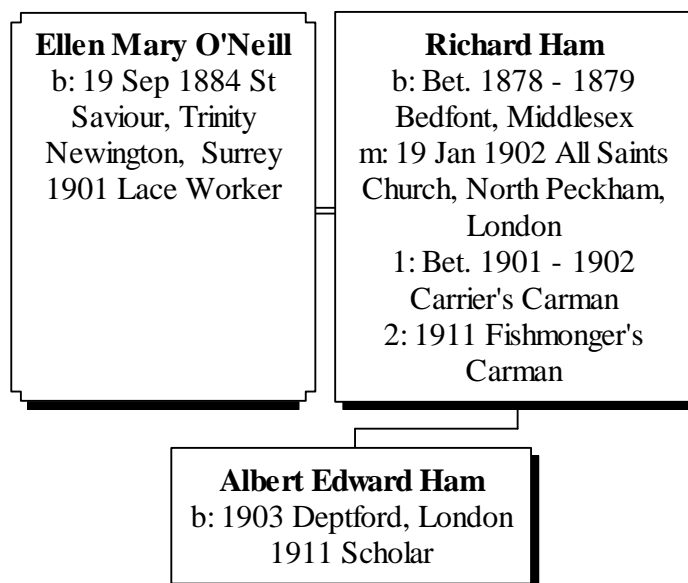 Ellen Mary O'Neill
b: 19 Sep 1884 St
Saviour, Trinity
Newington, Surrey
1901 Lace Worker
Richard Ham
b: Bet. 1878 - 1879
Bedfont, Middlesex
m: 19 Jan 1902 All Saints
Church, North Peckham,
London
1: Bet. 1901 - 1902
Carrier's Carman
2: 1911 Fishmonger's
Carman
Albert Edward Ham
b: 1903 Deptford, London
1911 Scholar